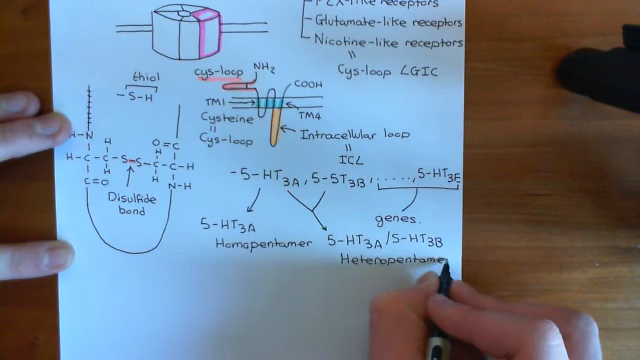 P2X-like receptors
Glutamate-like receptors
Nicotine-like receptors
=
Cys-loop LGIC
thiol
-S-H
cys-loop
NH2
COOH
TM1
TM4
Cysteine
=
Cys-loop
Intracellular loop
=
ICL
N
H
H-C-C-S-S-C-C-H
H
H
H
O=C
C=O
N-H
Disulfide
bond
-5-HT3A, 5-5T3B, ....., 5-HT3E
genes.
5-HT3A
Homopentamer
5-HT3A/5-HT3B
Heteropentame